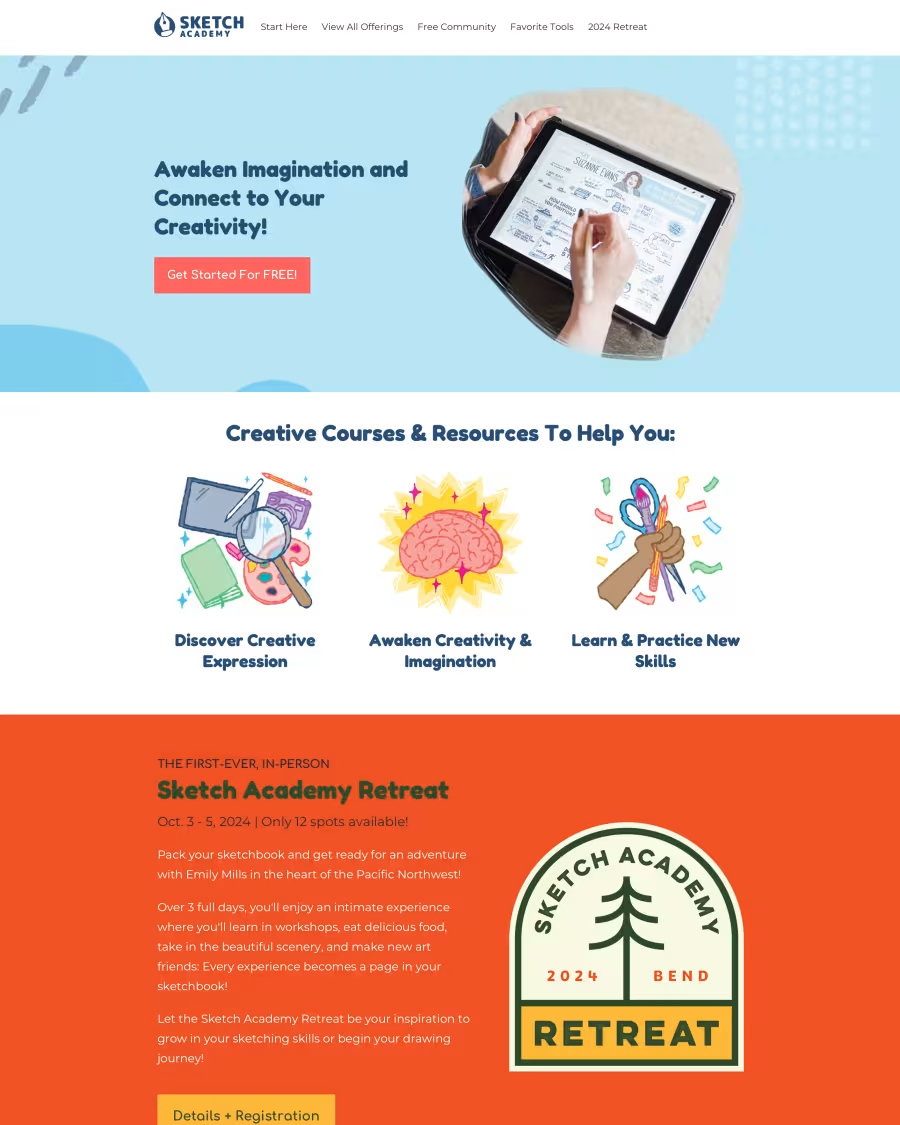 SKETCH
ACADEMY
Start Here
View All Offerings
Free Community
Favorite Tools
2024 Retreat
Awaken Imagination and
Connect to Your
Creativity!
Get Started For FREE!
SUZANNE EVANS
Creative Courses & Resources To Help You:
Discover Creative
Expression
Awaken Creativity &
Imagination
Learn & Practice New
Skills
THE FIRST-EVER, IN-PERSON
Sketch Academy Retreat
Oct. 3 - 5, 2024 | Only 12 spots available!
Pack your sketchbook and get ready for an adventure
with Emily Mills in the heart of the Pacific Northwest!
Over 3 full days, you'll enjoy an intimate experience
where you'll learn in workshops, eat delicious food,
take in the beautiful scenery, and make new art
friends: Every experience becomes a page in your
sketchbook!
Let the Sketch Academy Retreat be your inspiration to
grow in your sketching skills or begin your drawing
journey!
Details + Registration
SKETCH ACADEMY
2024 BEND
RETREAT